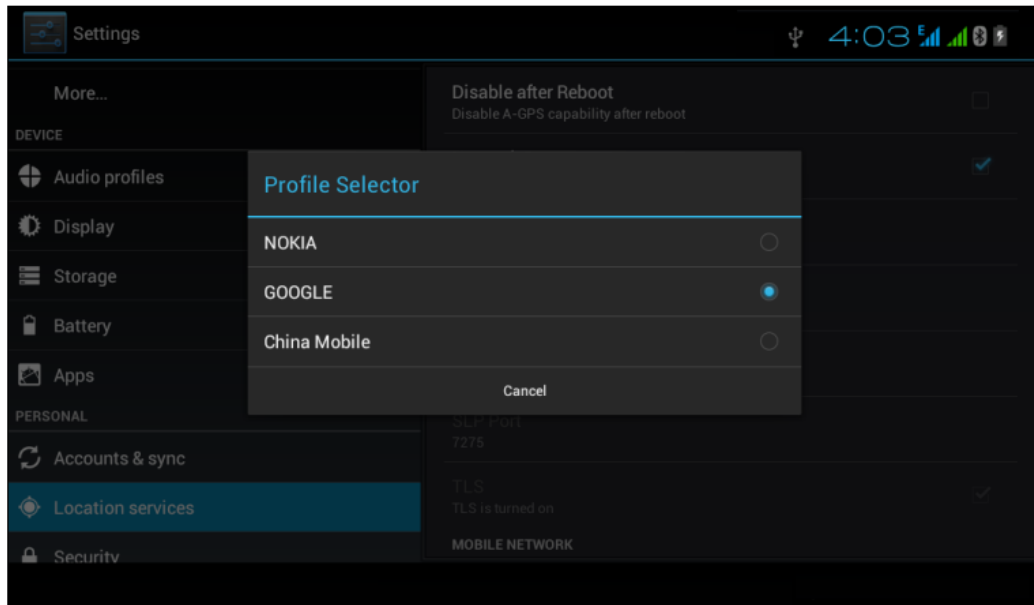 Settings
4:03
E
More...
DEVICE
Audio profiles
Display
Storage
Battery
Apps
PERSONAL
Accounts & sync
Location services
Security
Disable after Reboot
Disable A-GPS capability after reboot
Profile Selector
NOKIA
GOOGLE
China Mobile
Cancel
SLP Port
7275
TLS
TLS is turned on
MOBILE NETWORK